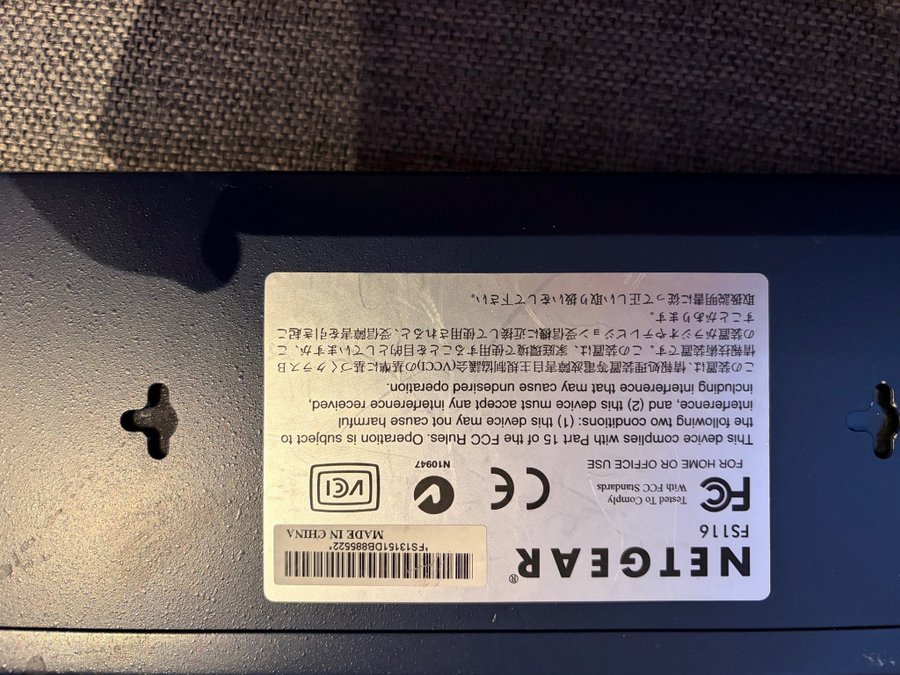 NETGEAR®
FS116
*FS13151DB885522*
MADE IN CHINA
FC Tested To Comply
With FCC Standards
FOR HOME OR OFFICE USE
CE
N10947
VCI
This device complies with Part 15 of the FCC Rules. Operation is subject to
the following two conditions: (1) this device may not cause harmful
interference, and (2) this device must accept any interference received,
including interference that may cause undesired operation.
この装置は、情報処理装置等電波障害自主規制協議会(VCCI)の基準に基づくクラスB
情報技術装置です。この装置は、家庭環境で使用することを目的としていますが、こ
の装置がラジオやテレビジョン受信機に近接して使用されると、受信障害を引き起こ
すことがあります。
取扱説明書に従って正しい取り扱いをして下さい。